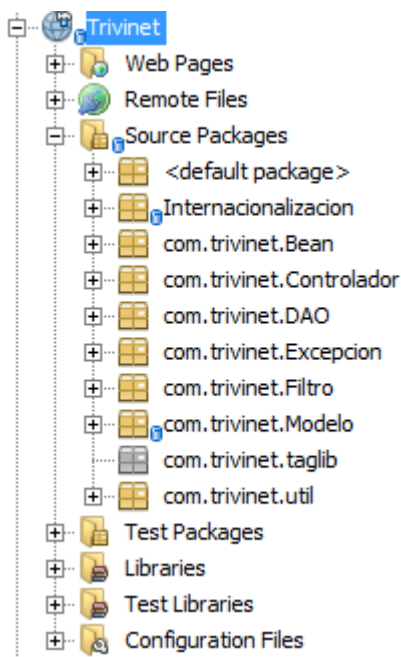 Trivinet
Web Pages
Remote Files
Source Packages
<default package>
Internacionalizacion
com.trivinet.Bean
com.trivinet.Controlador
com.trivinet.DAO
com.trivinet.Excepcion
com.trivinet.Filtro
com.trivinet.Modelo
com.trivinet.taglib
com.trivinet.util
Test Packages
Libraries
Test Libraries
Configuration Files